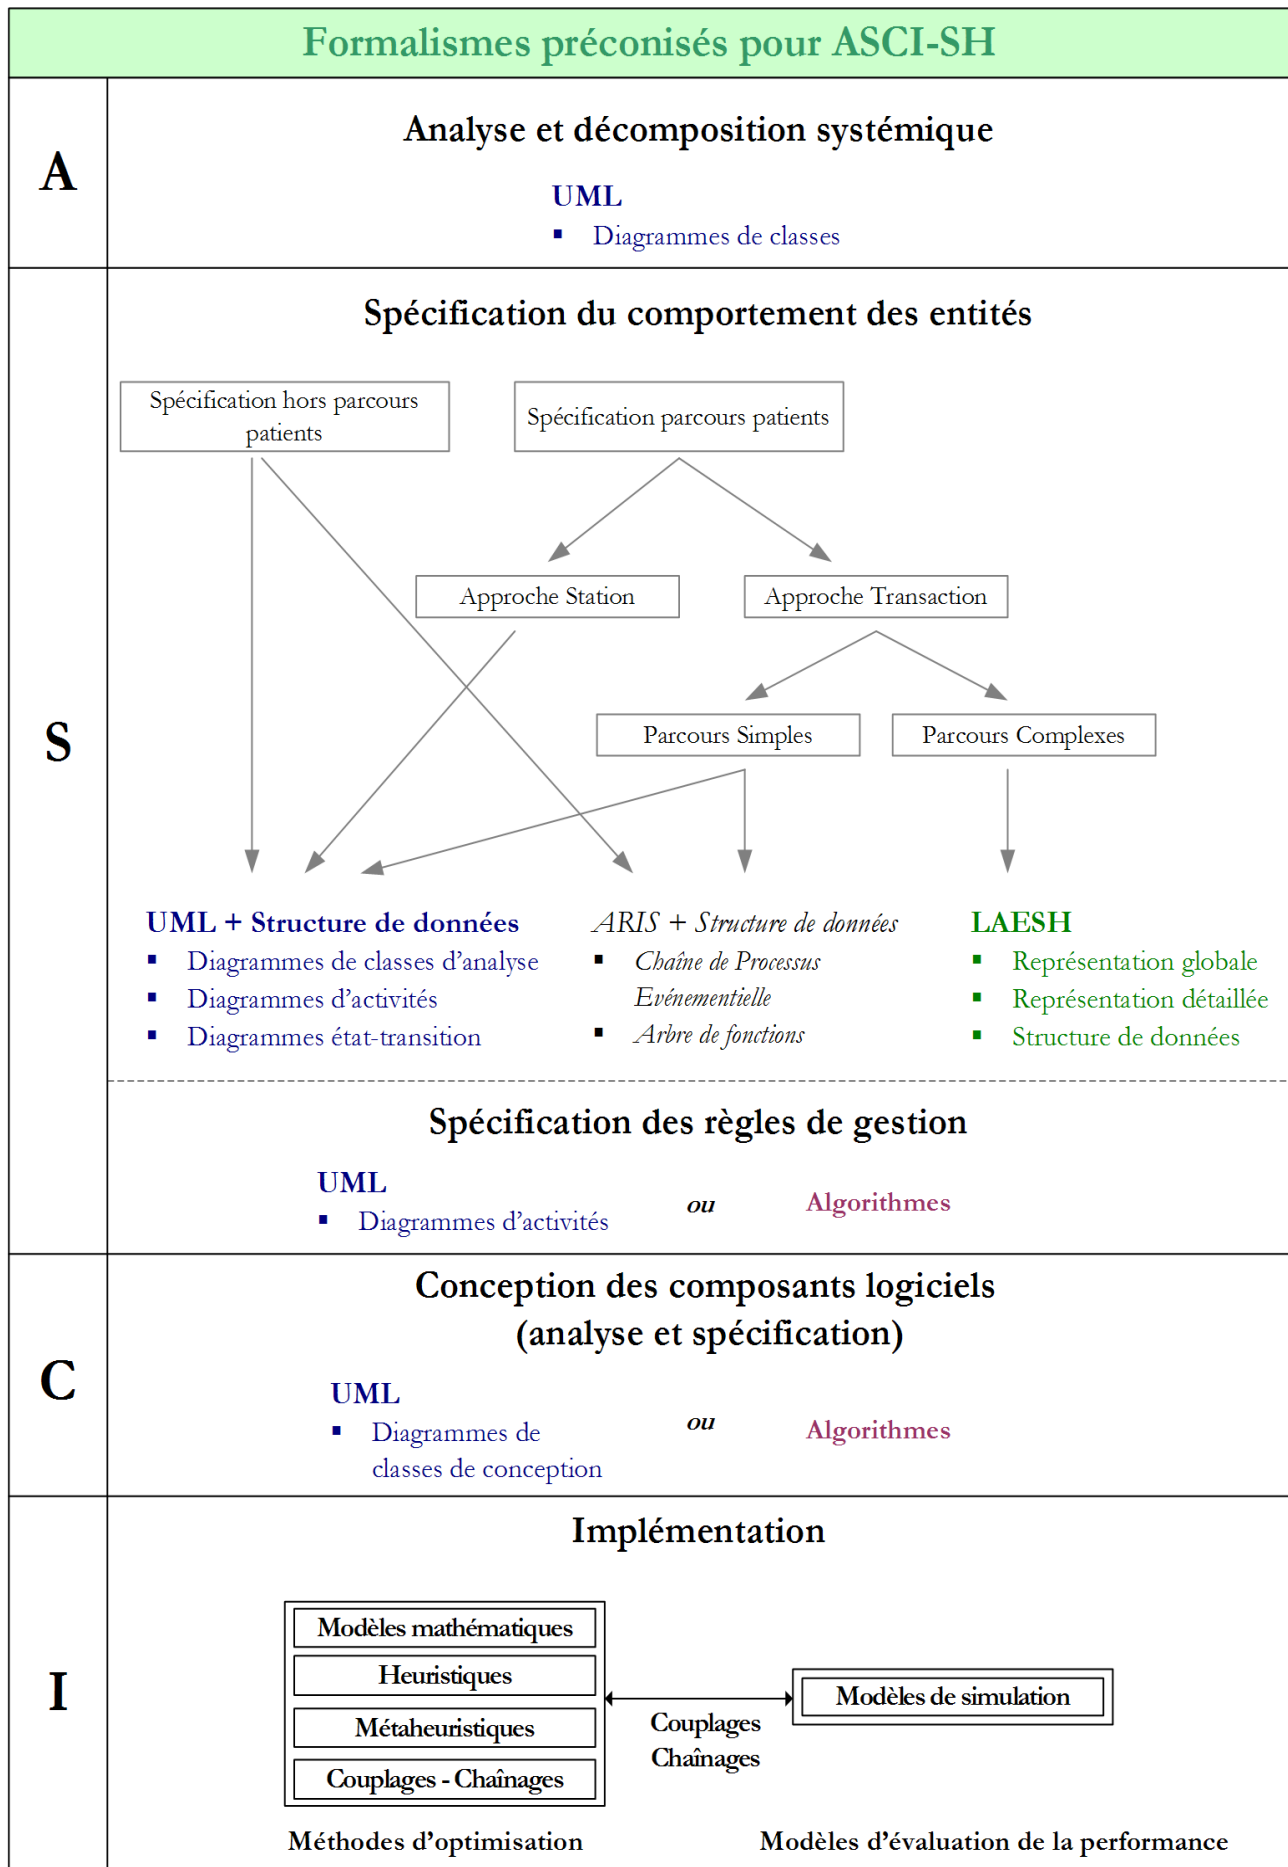 Formalismes préconisés pour ASCI-SH
A
Analyse et décomposition systémique
UML
▪ Diagrammes de classes
S
Spécification du comportement des entités
Spécification hors parcours
patients
Spécification parcours patients
Approche Station
Approche Transaction
Parcours Simples
Parcours Complexes
UML + Structure de données
▪ Diagrammes de classes d'analyse
▪ Diagrammes d'activités
▪ Diagrammes état-transition
ARIS + Structure de données
▪ Chaîne de Processus
Evénementielle
▪ Arbre de fonctions
LAESH
▪ Représentation globale
▪ Représentation détaillée
▪ Structure de données
Spécification des règles de gestion
UML
▪ Diagrammes d'activités
ou
Algorithmes
C
Conception des composants logiciels
(analyse et spécification)
UML
▪ Diagrammes de
classes de conception
ou
Algorithmes
I
Implémentation
Modèles mathématiques
Heuristiques
Métaheuristiques
Couplages - Chaînages
Couplages
Chaînages
Modèles de simulation
Méthodes d'optimisation
Modèles d'évaluation de la performance